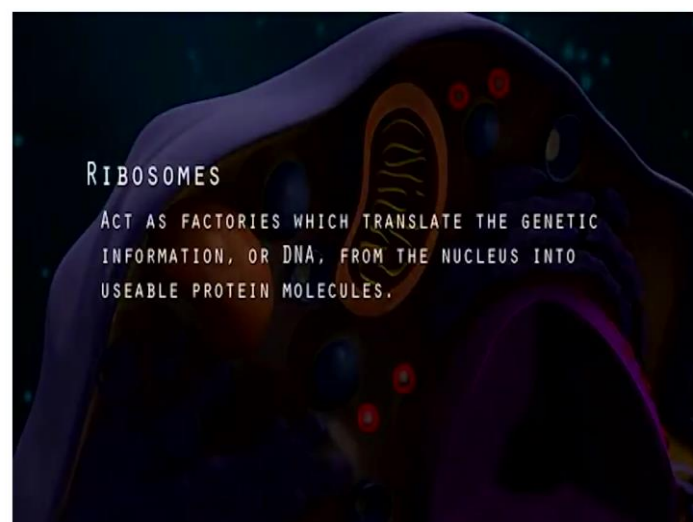 RIBOSOMES
ACT AS FACTORIES WHICH TRANSLATE THE GENETIC
INFORMATION, OR DNA, FROM THE NUCLEUS INTO
USEABLE PROTEIN MOLECULES.